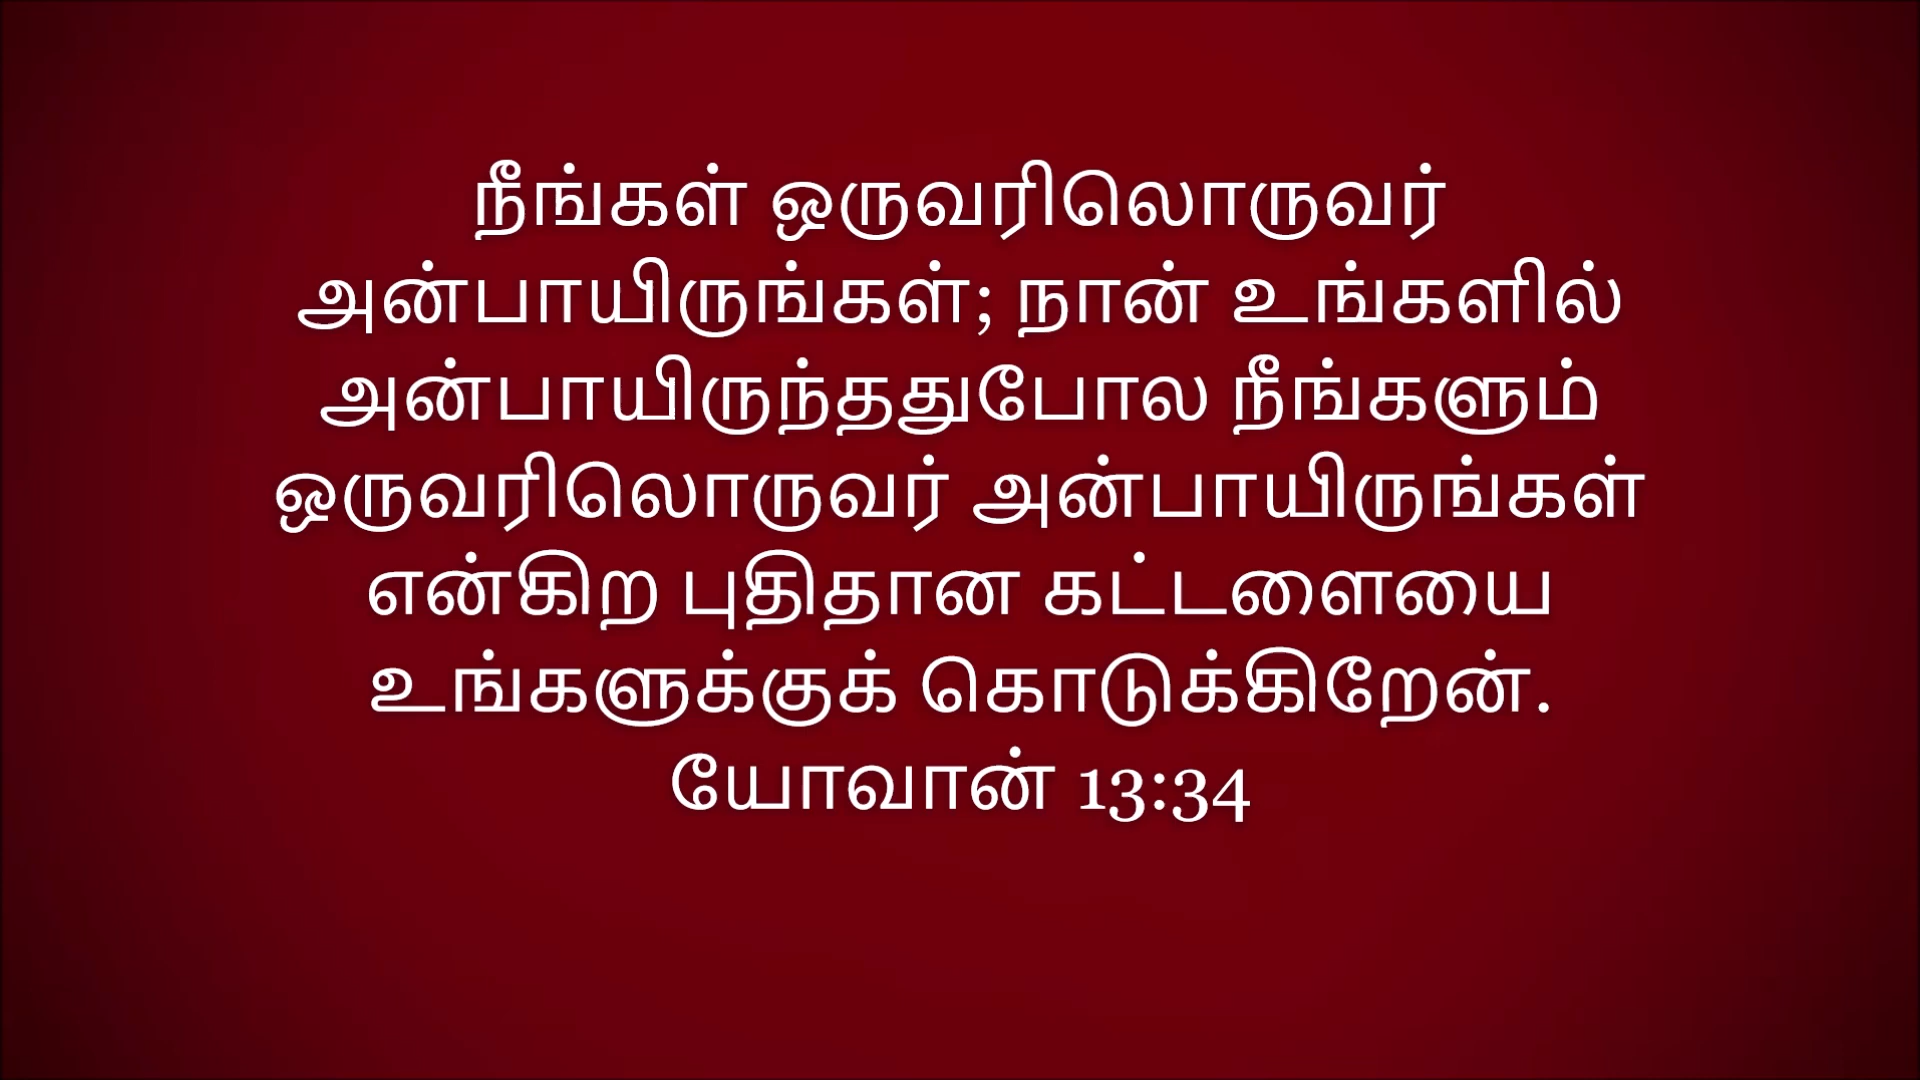 நீங்கள் ஒருவரிலொருவர்
அன்பாயிருங்கள்; நான் உங்களில்
அன்பாயிருந்ததுபோல நீங்களும்
ஒருவரிலொருவர் அன்பாயிருங்கள்
என்கிற புதிதான கட்டளையை
உங்களுக்குக் கொடுக்கிறேன்.
யோவான் 13:34